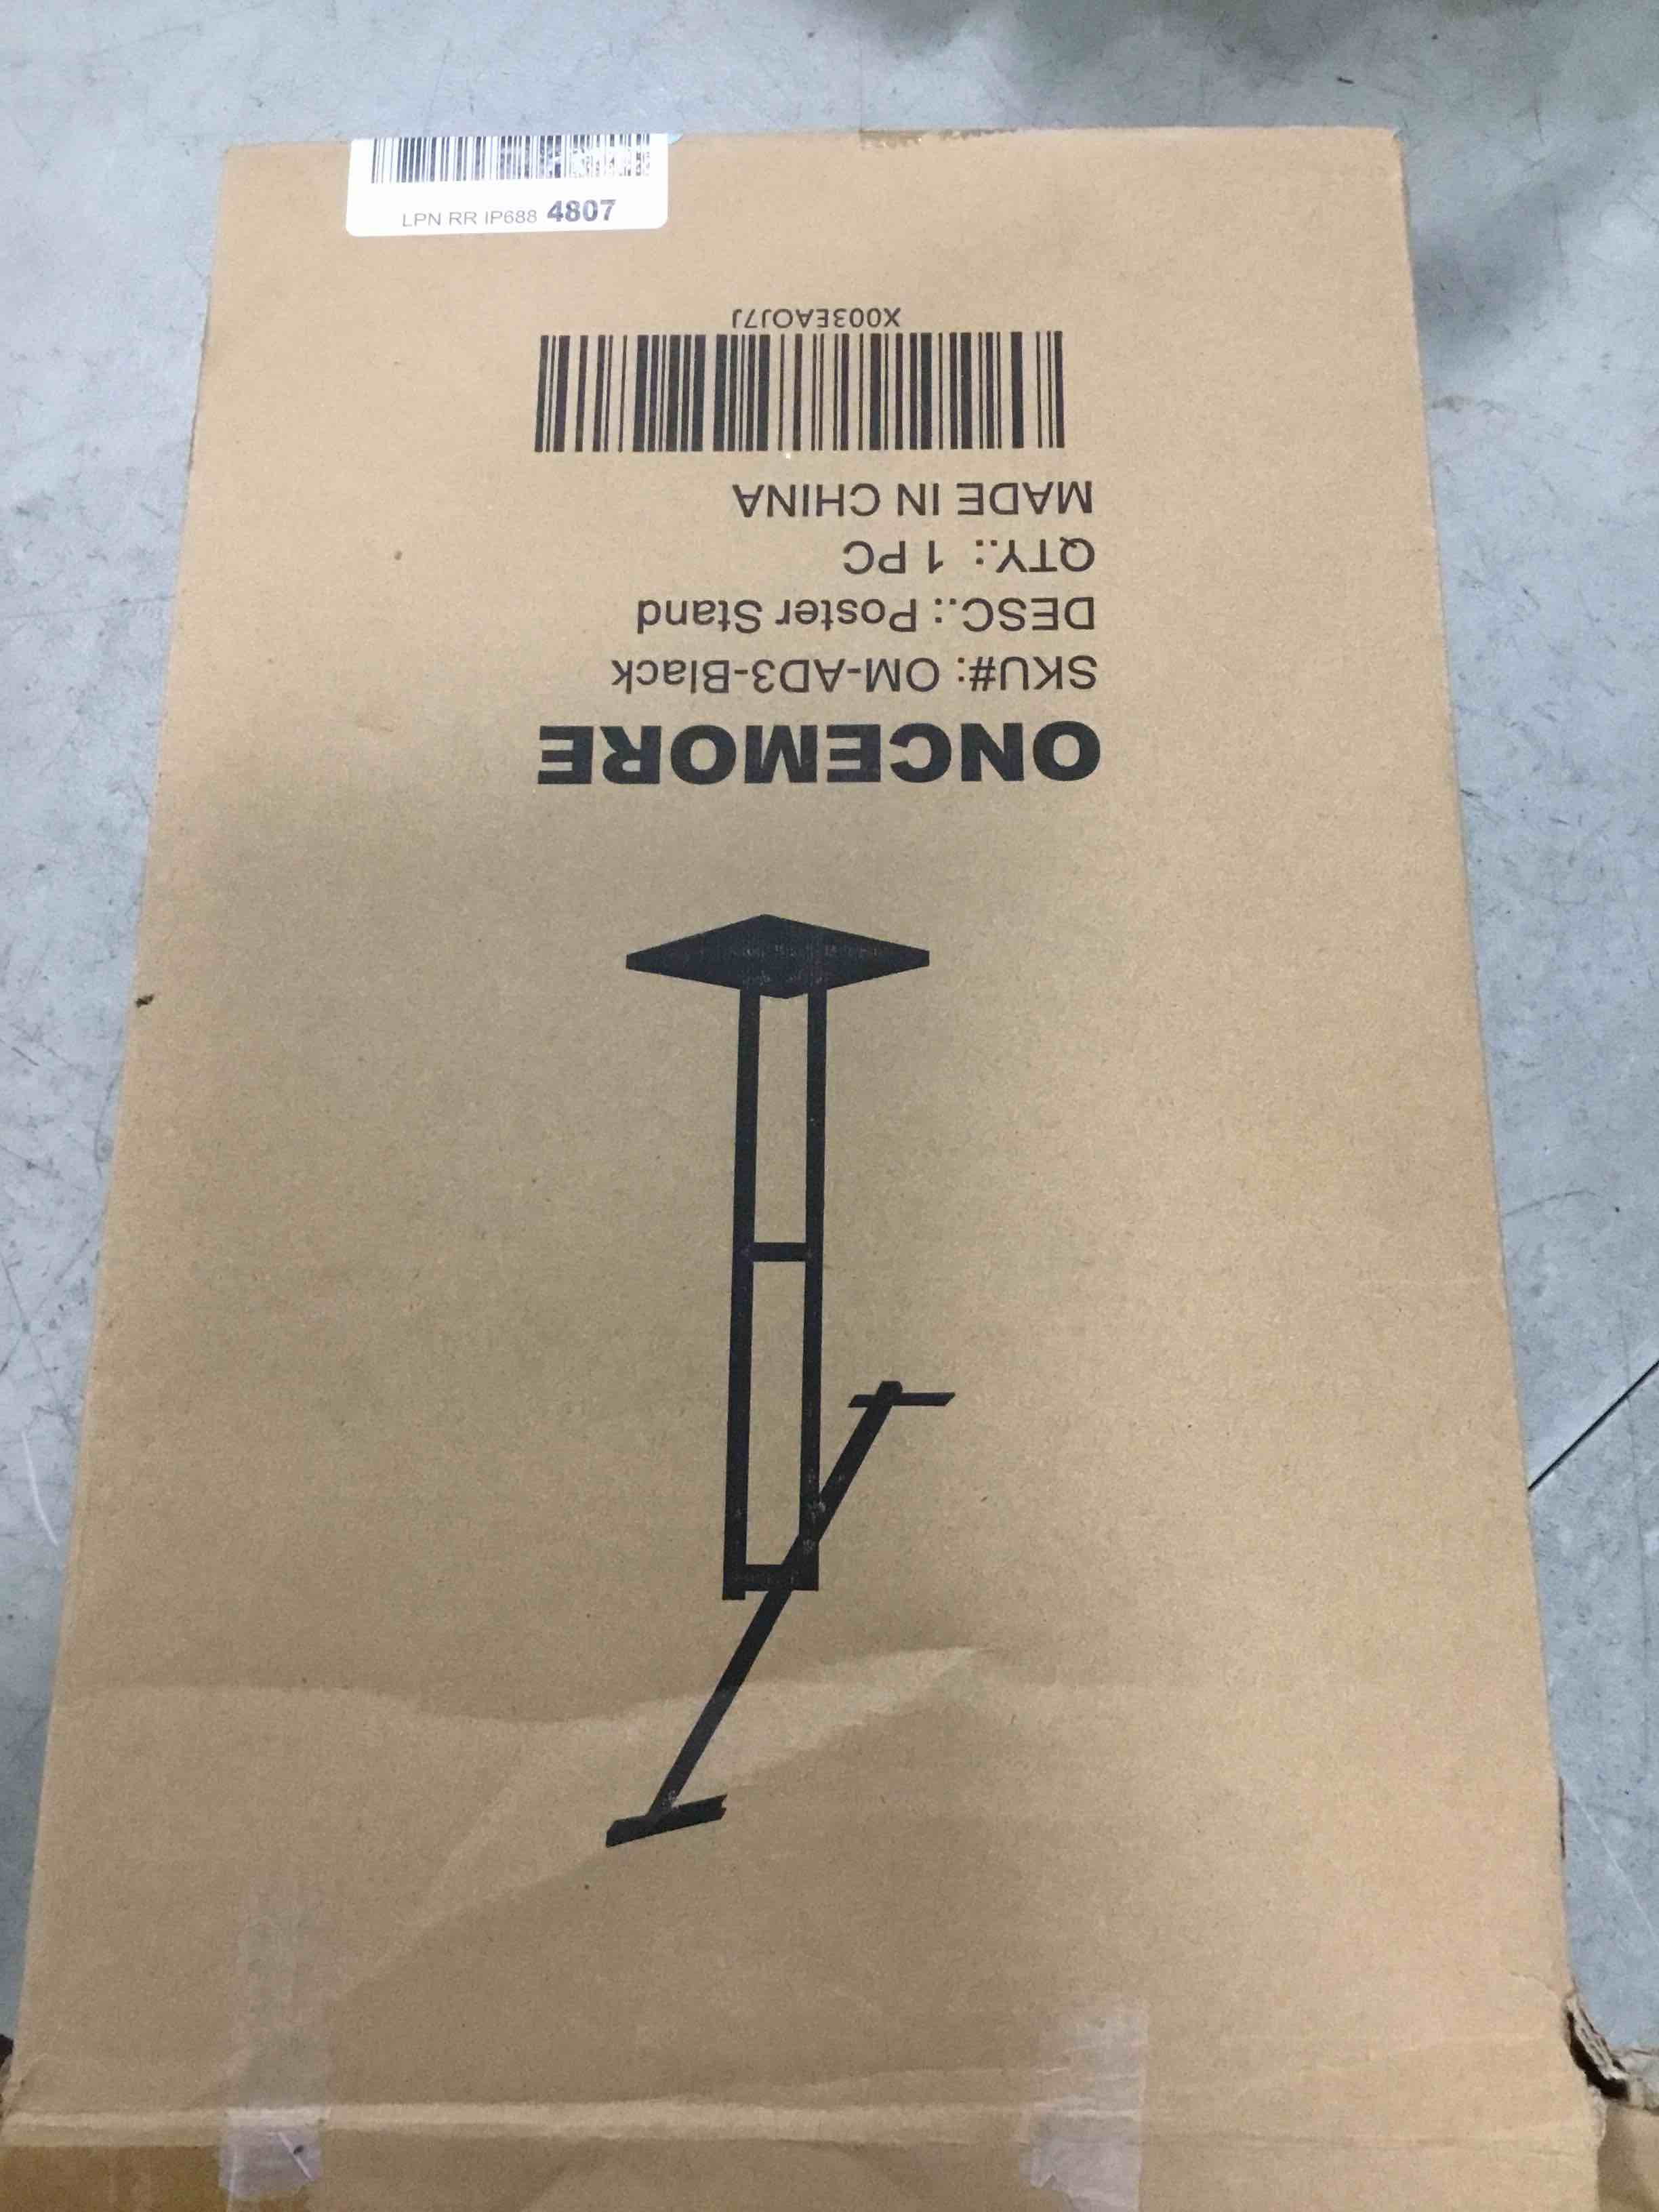 LPN RR IP688 4807
ONCEMORE
SKU#: OM-AD3-Black
DESC.: Poster Stand
QTY.: 1 PC
MADE IN CHINA
X003EAOJ7J